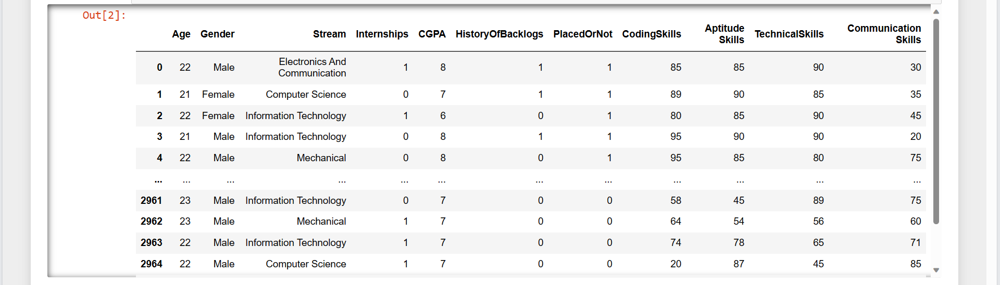 Out[2]:
Age Gender Stream Internships CGPA HistoryOfBacklogs PlacedOrNot CodingSkills Aptitude Skills TechnicalSkills Communication Skills
0 22 Male Electronics And Communication 1 8 1 1 85 85 90 30
1 21 Female Computer Science 0 7 1 1 89 90 85 35
2 22 Female Information Technology 1 6 0 1 80 85 90 45
3 21 Male Information Technology 0 8 1 1 95 90 90 20
4 22 Male Mechanical 0 8 0 1 95 85 80 75
... ... ... ... ... ... ... ... ... ... ... ...
2961 23 Male Information Technology 0 7 0 0 58 45 89 75
2962 23 Male Mechanical 1 7 0 0 64 54 56 60
2963 22 Male Information Technology 1 7 0 0 74 78 65 71
2964 22 Male Computer Science 1 7 0 0 20 87 45 85